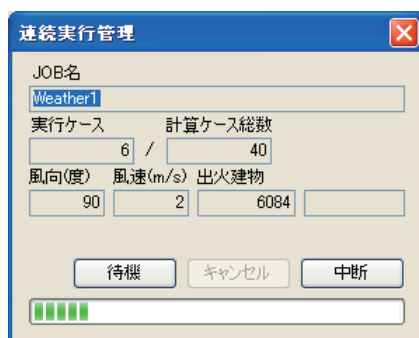 連続実行管理
JOB名
Weather1
実行ケース 計算ケース総数
6 / 40
風向(度) 風速(m/s) 出火建物
90 2 6084
待機 キャンセル 中断